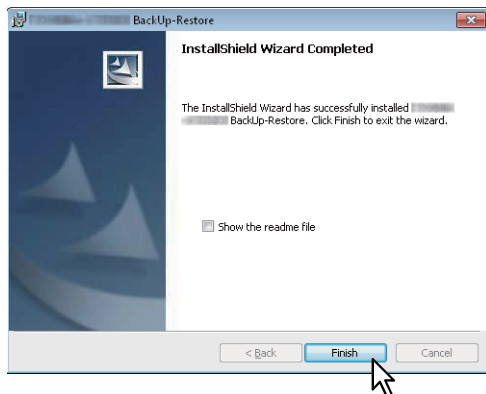 BackUp-Restore
InstallShield Wizard Completed
The InstallShield Wizard has successfully installed
BackUp-Restore. Click Finish to exit the wizard.
Show the readme file
< Back
Finish
Cancel